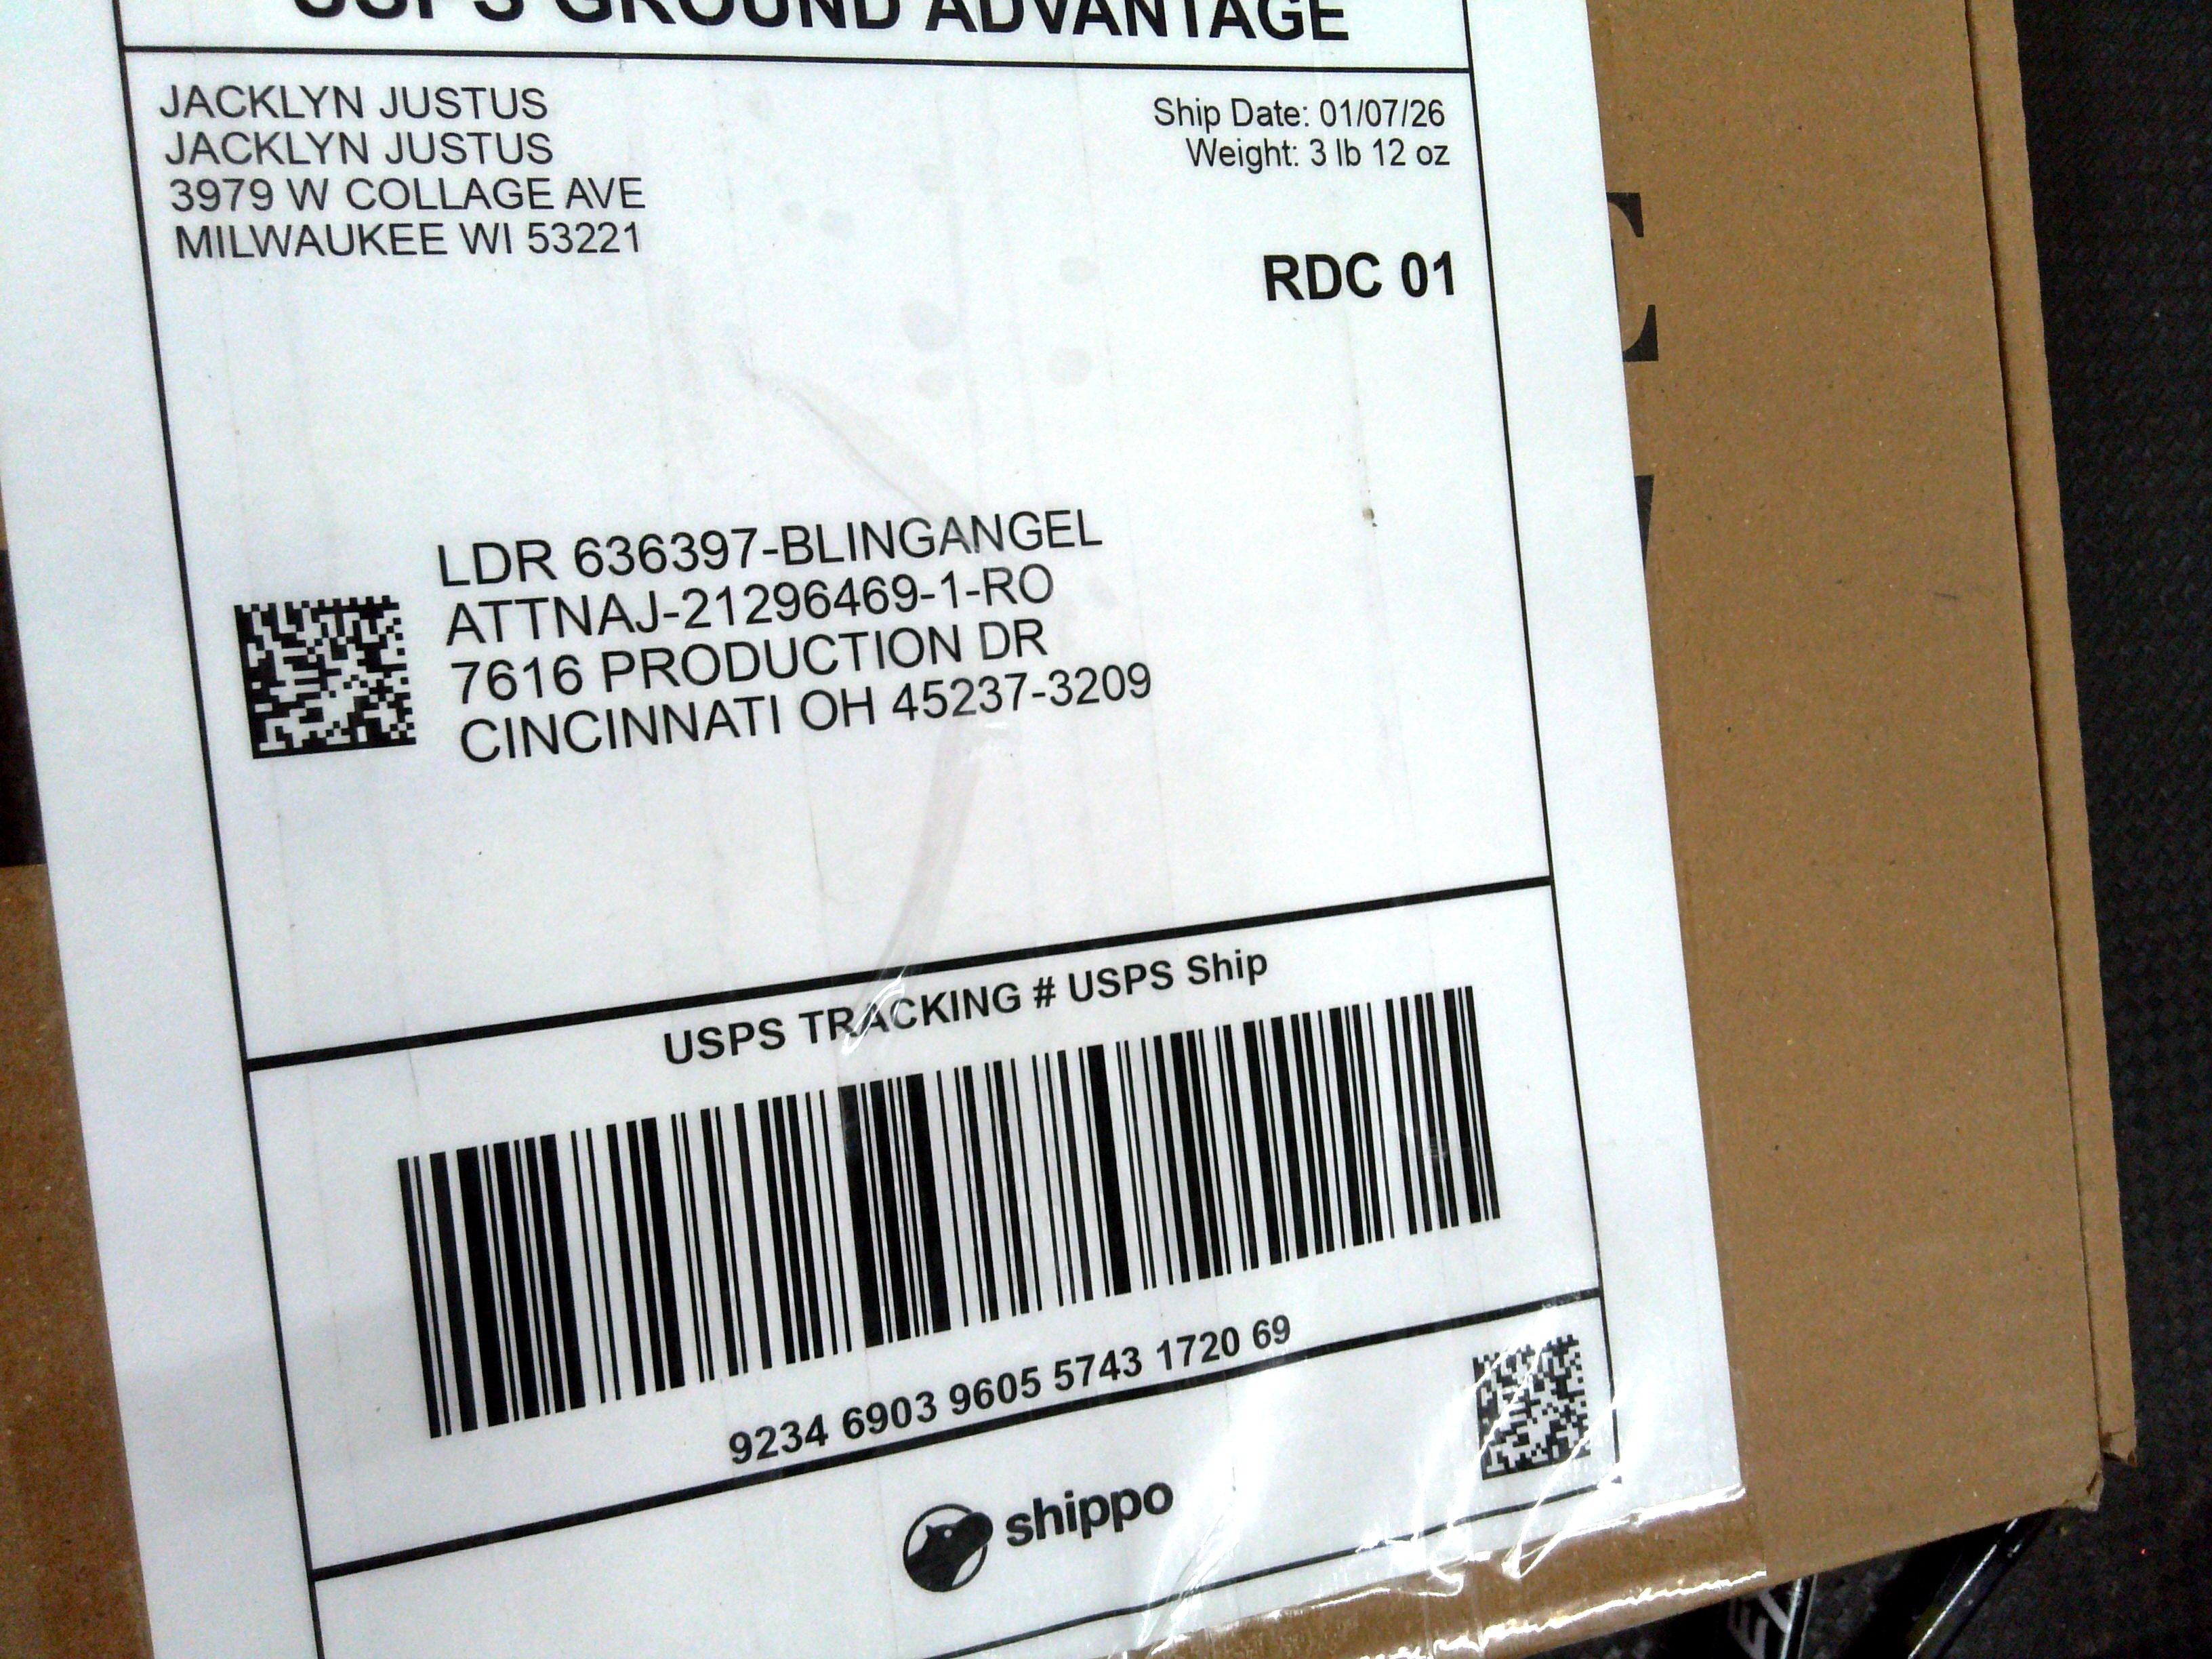 USPS GROUND ADVANTAGE
JACKLYN JUSTUS
JACKLYN JUSTUS
3979 W COLLAGE AVE
MILWAUKEE WI 53221
Ship Date: 01/07/26
Weight: 3 lb 12 oz
RDC 01
LDR 636397-BLINGANGEL
ATTNAJ-21296469-1-RO
7616 PRODUCTION DR
CINCINNATI OH 45237-3209
USPS TRACKING # USPS Ship
9234 6903 9605 5743 1720 69
shippo